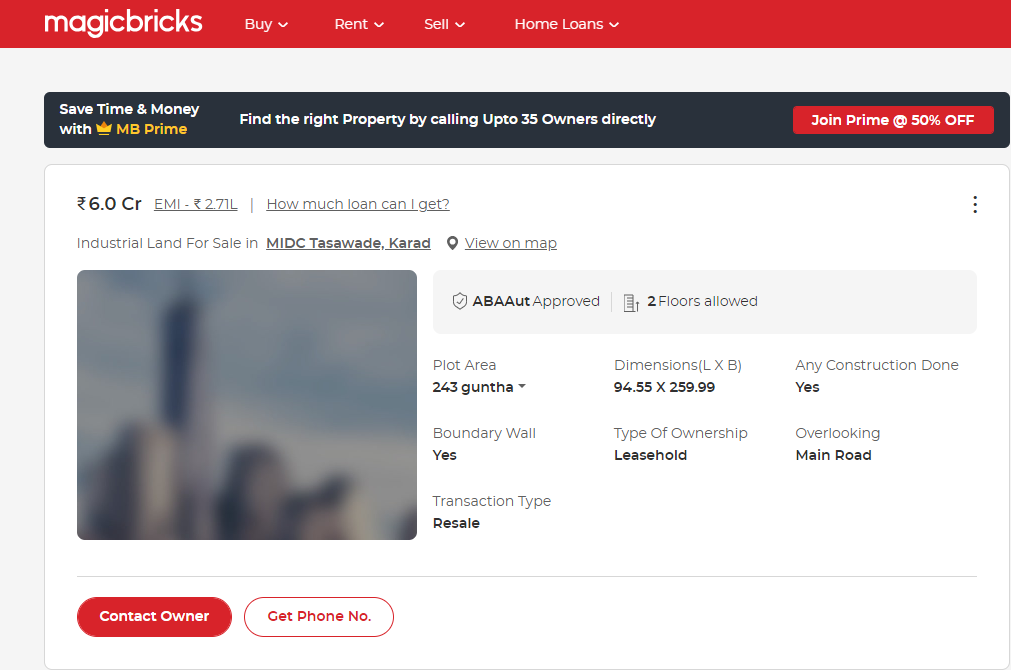 magicbricks Buy Rent Sell Home Loans
Save Time & Money
with MB Prime
Find the right Property by calling Upto 35 Owners directly
Join Prime @ 50% OFF
₹6.0 Cr EMI - ₹ 2.71L | How much loan can I get?
Industrial Land For Sale in MIDC Tasawade, Karad View on map
ABAAut Approved 2 Floors allowed
Plot Area Dimensions(L X B) Any Construction Done
243 guntha 94.55 X 259.99 Yes
Boundary Wall Type Of Ownership Overlooking
Yes Leasehold Main Road
Transaction Type
Resale
Contact Owner Get Phone No.